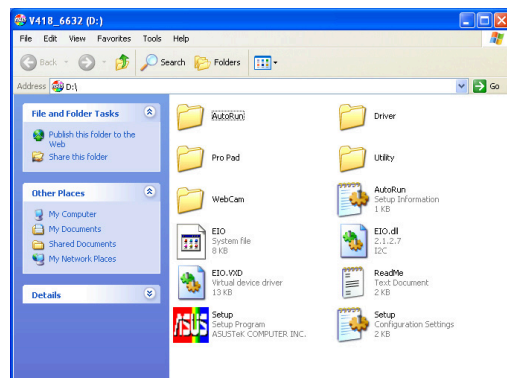 V418_6632 (D:)
File Edit View Favorites Tools Help
Back Search Folders
Address D:\ Go
File and Folder Tasks
Publish this folder to the
Web
Share this folder
Other Places
My Computer
My Documents
Shared Documents
My Network Places
Details
AutoRun
Driver
Pro Pad
Utility
WebCam
AutoRun
Setup Information
1 KB
EIO
System file
8 KB
EIO.dll
2.1.2.7
I2C
EIO.VXD
Virtual device driver
13 KB
ReadMe
Text Document
2 KB
ASUS
Setup
Setup Program
ASUSTeK COMPUTER INC.
Setup
Configuration Settings
2 KB